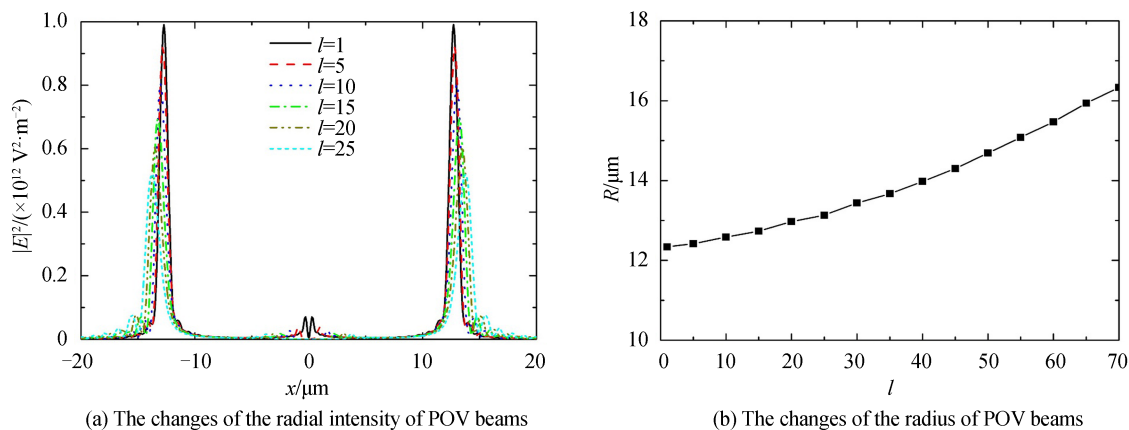 1.0
0.8
0.6
0.4
0.2
0
−20
−10
0
10
20
|E|²/(×10¹² V²·m⁻²)
x/μm
l=1
l=5
l=10
l=15
l=20
l=25
(a) The changes of the radial intensity of POV beams
18
16
14
12
10
0
10
20
30
40
50
60
70
R/μm
l
(b) The changes of the radius of POV beams